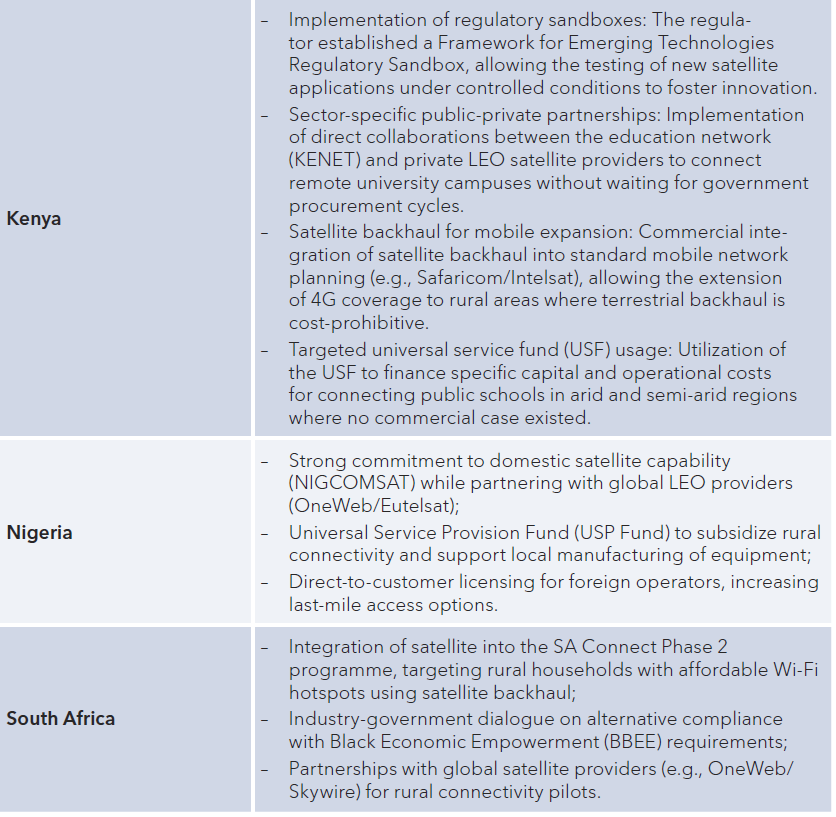 Kenya
– Implementation of regulatory sandboxes: The regula-
tor established a Framework for Emerging Technologies
Regulatory Sandbox, allowing the testing of new satellite
applications under controlled conditions to foster innovation.
– Sector-specific public-private partnerships: Implementation
of direct collaborations between the education network
(KENET) and private LEO satellite providers to connect
remote university campuses without waiting for government
procurement cycles.
– Satellite backhaul for mobile expansion: Commercial inte-
gration of satellite backhaul into standard mobile network
planning (e.g., Safaricom/Intelsat), allowing the extension
of 4G coverage to rural areas where terrestrial backhaul is
cost-prohibitive.
– Targeted universal service fund (USF) usage: Utilization of
the USF to finance specific capital and operational costs
for connecting public schools in arid and semi-arid regions
where no commercial case existed.
Nigeria
– Strong commitment to domestic satellite capability
(NIGCOMSAT) while partnering with global LEO providers
(OneWeb/Eutelsat);
– Universal Service Provision Fund (USP Fund) to subsidize rural
connectivity and support local manufacturing of equipment;
– Direct-to-customer licensing for foreign operators, increasing
last-mile access options.
South Africa
– Integration of satellite into the SA Connect Phase 2
programme, targeting rural households with affordable Wi-Fi
hotspots using satellite backhaul;
– Industry-government dialogue on alternative compliance
with Black Economic Empowerment (BBEE) requirements;
– Partnerships with global satellite providers (e.g., OneWeb/
Skywire) for rural connectivity pilots.